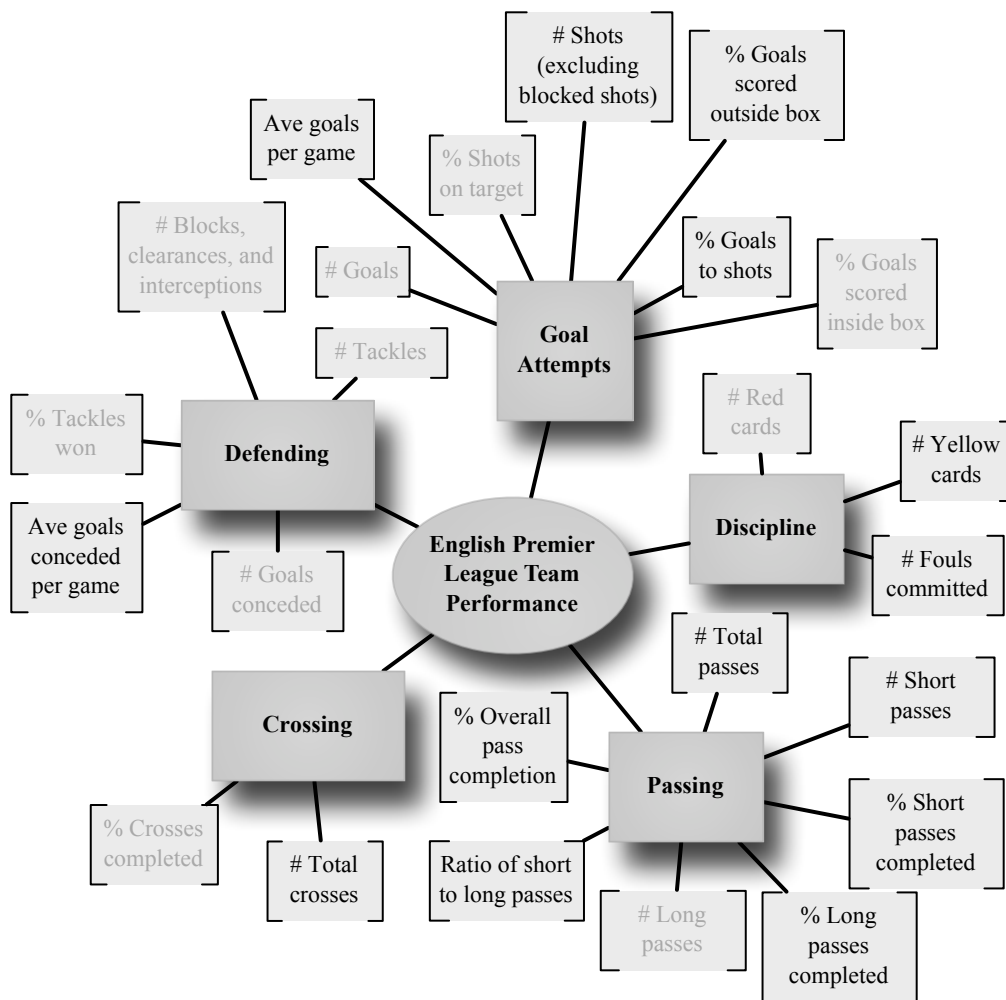 # Shots
(excluding
blocked shots)
% Goals
scored
outside box
Ave goals
per game
% Shots
on target
# Blocks,
clearances, and
interceptions
# Goals
% Goals
to shots
% Goals
scored
inside box
Goal
Attempts
# Tackles
% Tackles
won
Defending
# Red
cards
# Yellow
cards
Ave goals
conceded
per game
# Goals
conceded
English Premier
League Team
Performance
Discipline
# Fouls
committed
# Total
passes
# Short
passes
Crossing
% Overall
pass
completion
Passing
% Crosses
completed
# Total
crosses
Ratio of short
to long passes
# Long
passes
% Short
passes
completed
% Long
passes
completed